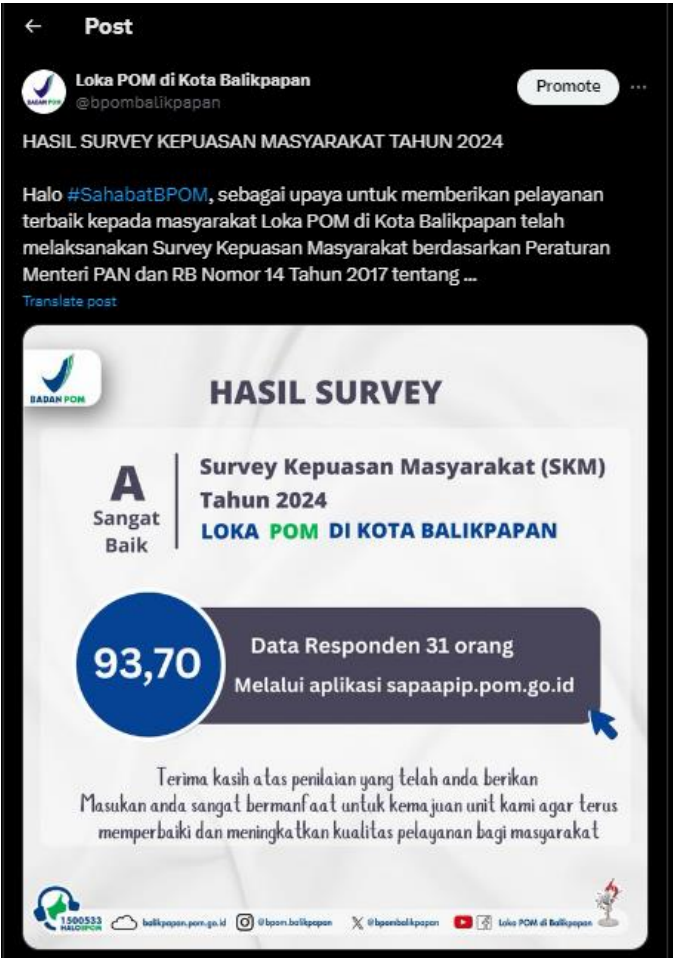 Post
Loka POM di Kota Balikpapan
@bpombalikpapan
Promote
HASIL SURVEY KEPUASAN MASYARAKAT TAHUN 2024
Halo #SahabatBPOM, sebagai upaya untuk memberikan pelayanan
terbaik kepada masyarakat Loka POM di Kota Balikpapan telah
melaksanakan Survey Kepuasan Masyarakat berdasarkan Peraturan
Menteri PAN dan RB Nomor 14 Tahun 2017 tentang ...
Translate post
BADAN POM
HASIL SURVEY
A
Sangat
Baik
Survey Kepuasan Masyarakat (SKM)
Tahun 2024
LOKA POM DI KOTA BALIKPAPAN
93,70
Data Responden 31 orang
Melalui aplikasi sapaapip.pom.go.id
Terima kasih atas penilaian yang telah anda berikan
Masukan anda sangat bermanfaat untuk kemajuan unit kami agar terus
memperbaiki dan meningkatkan kualitas pelayanan bagi masyarakat
1500533
HALOBPOM
balikpapan.pom.go.id
@bpom.balikpapan
@bpombalikpapan
Loka POM di Balikpapan